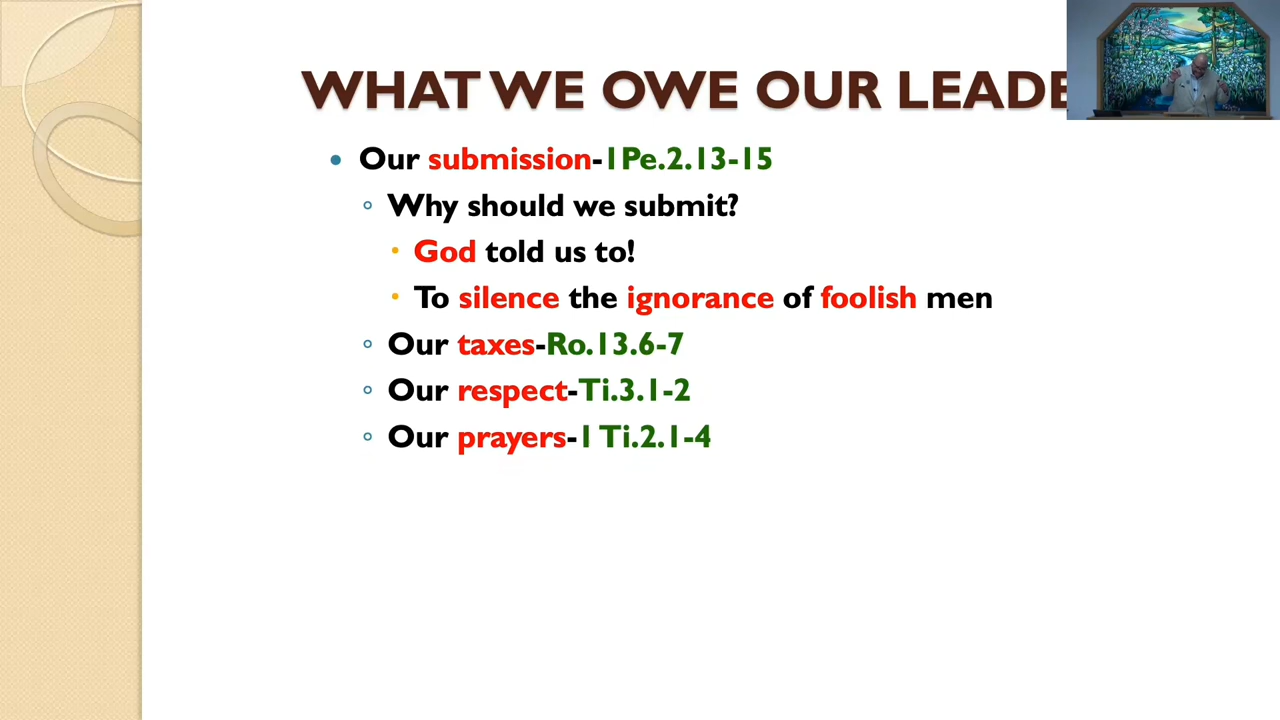 WHAT WE OWE OUR LEADE
• Our submission-1Pe.2.13-15
◦ Why should we submit?
• God told us to!
• To silence the ignorance of foolish men
◦ Our taxes-Ro.13.6-7
◦ Our respect-Ti.3.1-2
◦ Our prayers-1 Ti.2.1-4